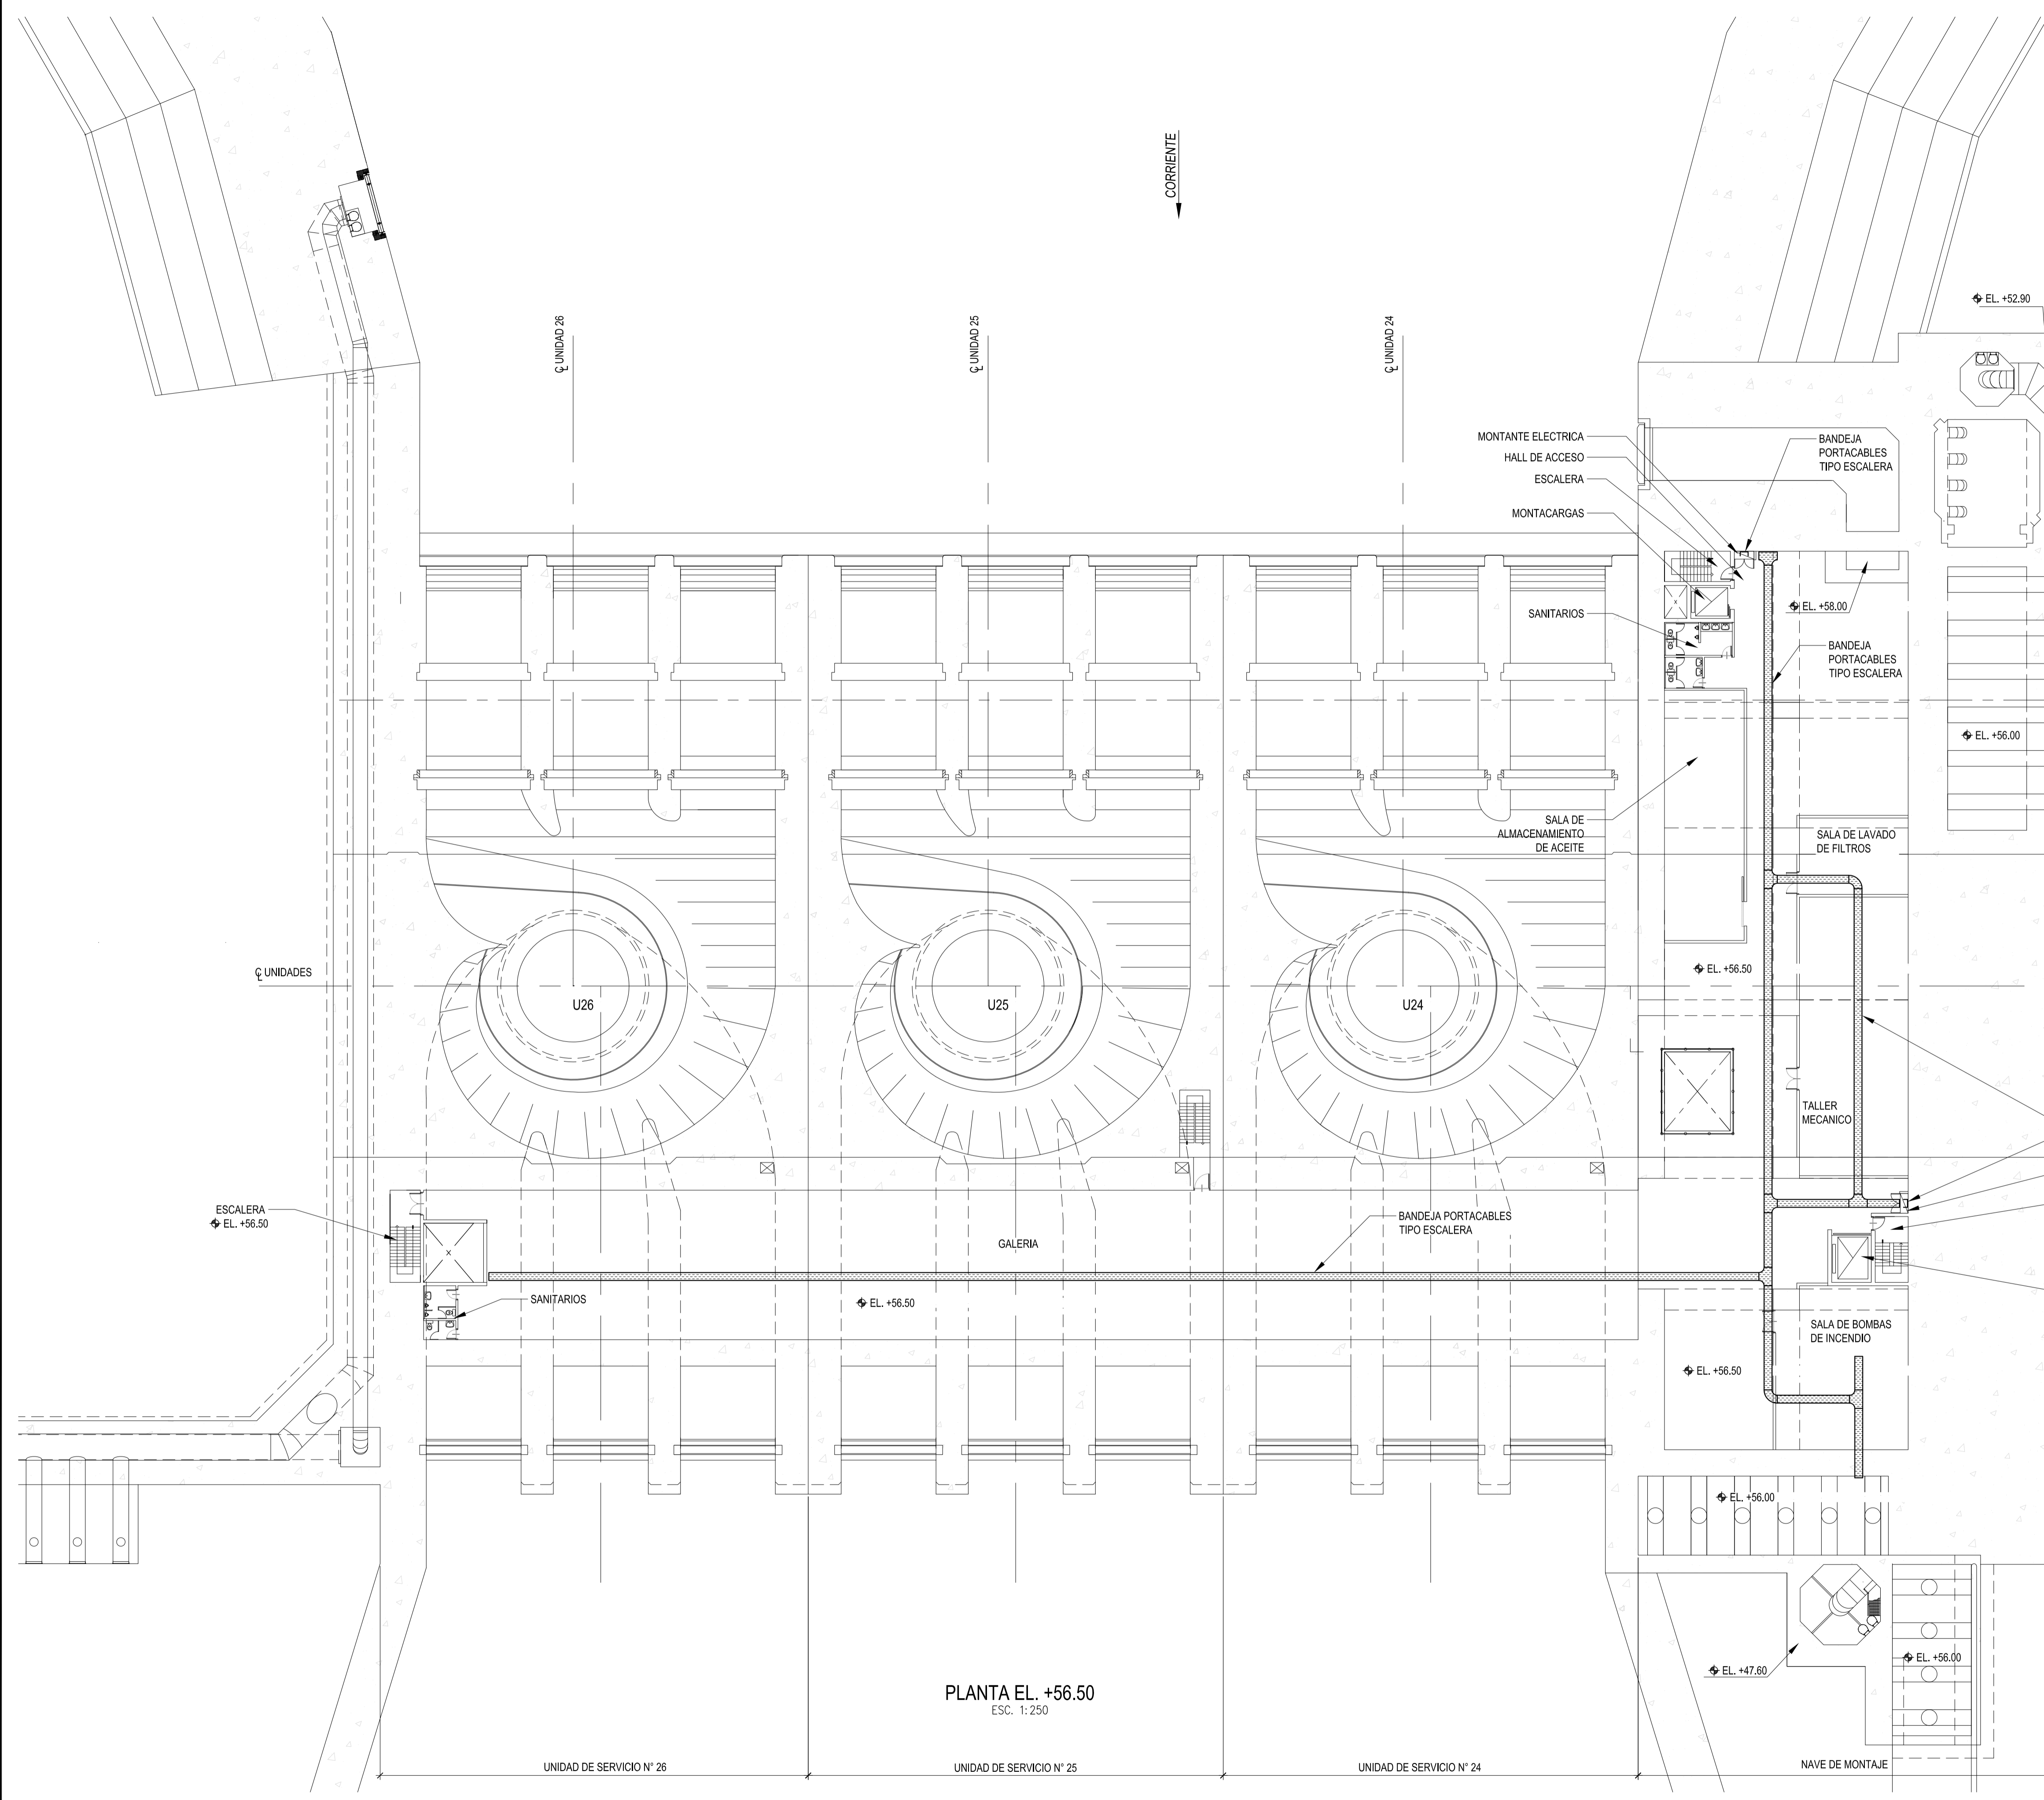 CORRIENTE
EL. +52.90
℄ UNIDAD 26
℄ UNIDAD 25
℄ UNIDAD 24
MONTANTE ELECTRICA
HALL DE ACCESO
ESCALERA
MONTACARGAS
BANDEJA
PORTACABLES
TIPO ESCALERA
SANITARIOS
EL. +58.00
BANDEJA
PORTACABLES
TIPO ESCALERA
EL. +56.00
SALA DE
ALMACENAMIENTO
DE ACEITE
SALA DE LAVADO
DE FILTROS
℄ UNIDADES
EL. +56.50
U26
U25
U24
TALLER
MECANICO
ESCALERA
EL. +56.50
GALERIA
BANDEJA PORTACABLES
TIPO ESCALERA
SANITARIOS
EL. +56.50
SALA DE BOMBAS
DE INCENDIO
EL. +56.50
EL. +56.00
EL. +47.60
EL. +56.00
PLANTA EL. +56.50
ESC. 1:250
UNIDAD DE SERVICIO N° 26
UNIDAD DE SERVICIO N° 25
UNIDAD DE SERVICIO N° 24
NAVE DE MONTAJE